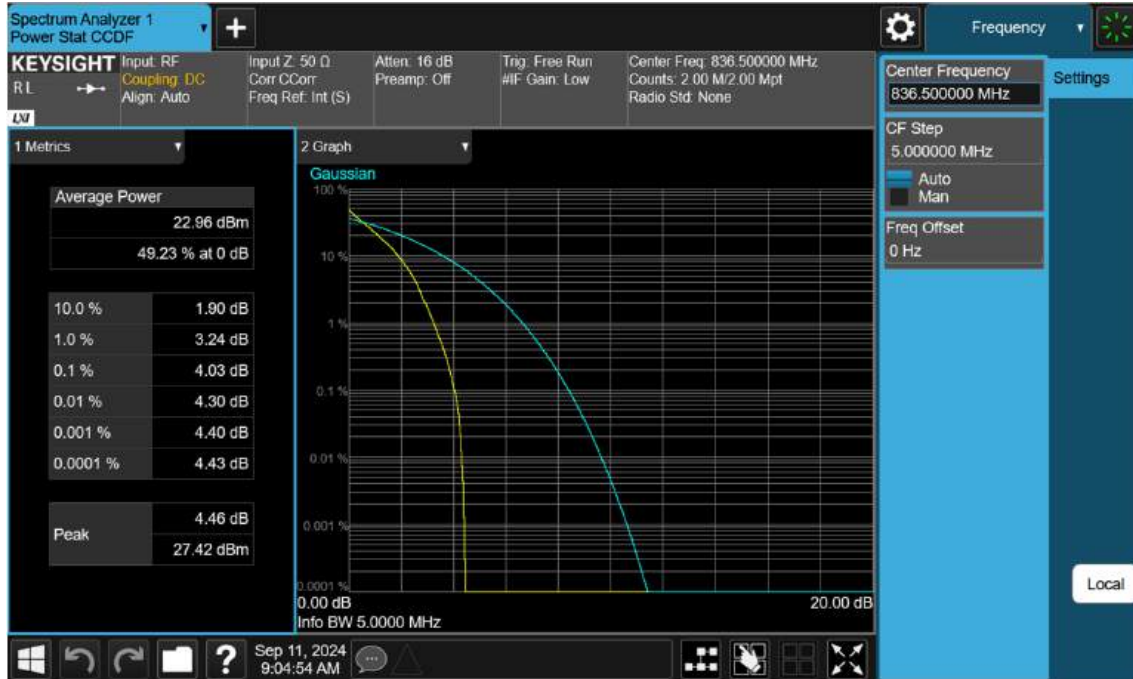 Spectrum Analyzer 1
Power Stat CCDF
+
Frequency
KEYSIGHT
R L
LXI
Input: RF
Coupling: DC
Align: Auto
Input Z: 50 Ω
Corr CCorr
Freq Ref: Int (S)
Atten: 16 dB
Preamp: Off
Trig: Free Run
#IF Gain: Low
Center Freq: 836.500000 MHz
Counts: 2.00 M/2.00 Mpt
Radio Std: None
Center Frequency
836.500000 MHz
Settings
CF Step
5.000000 MHz
Auto
Man
Freq Offset
0 Hz
Local
1 Metrics
Average Power
22.96 dBm
49.23 % at 0 dB
10.0 % 1.90 dB
1.0 % 3.24 dB
0.1 % 4.03 dB
0.01 % 4.30 dB
0.001 % 4.40 dB
0.0001 % 4.43 dB
Peak
4.46 dB
27.42 dBm
2 Graph
Gaussian
100 %
10 %
1 %
0.1 %
0.01 %
0.001 %
0.0001 %
0.00 dB 20.00 dB
Info BW 5.0000 MHz
?
Sep 11, 2024
9:04:54 AM